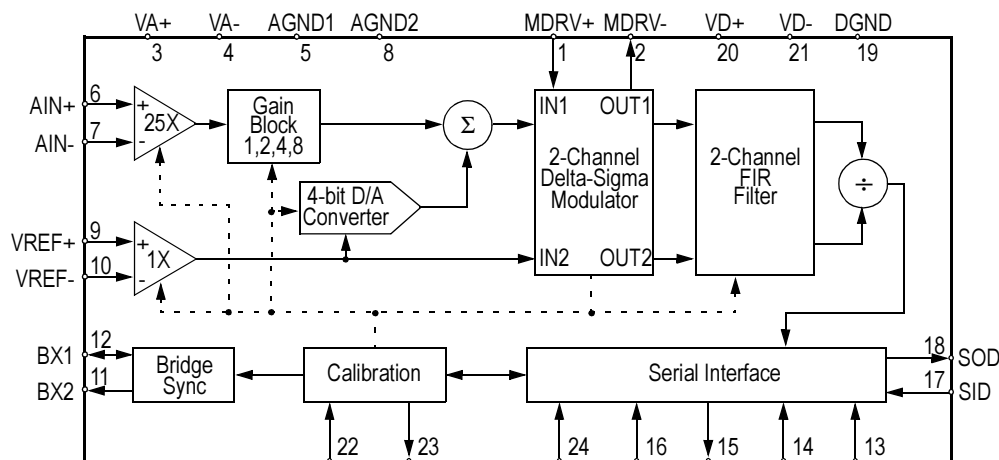 VA+ VA- AGND1 AGND2 MDRV+ MDRV- VD+ VD- DGND
3 4 5 8 1 2 20 21 19
AIN+ 6
AIN- 7
+
25X
-
Gain
Block
1,2,4,8
Σ
IN1 OUT1
2-Channel
Delta-Sigma
Modulator
IN2 OUT2
2-Channel
FIR
Filter
÷
4-bit D/A
Converter
VREF+ 9
VREF- 10
+
1X
-
BX1 12
BX2 11
Bridge
Sync
Calibration
Serial Interface
18 SOD
17 SID
22 23 24 16 15 14 13